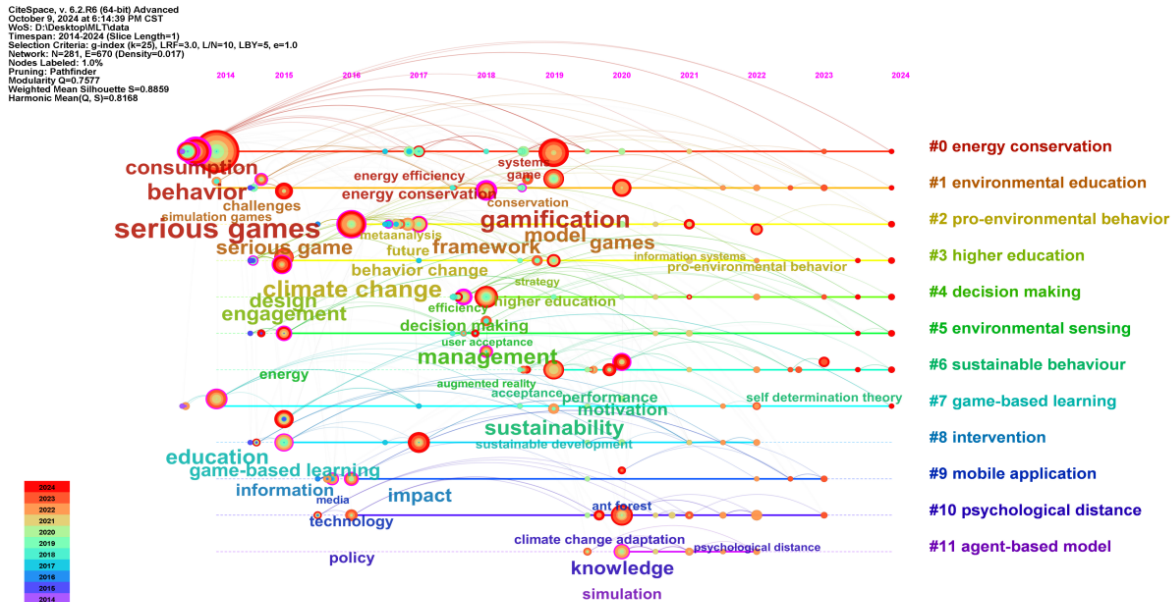 CiteSpace, v. 6.2.R6 (64-bit) Advanced
October 9, 2024 at 6:14:39 PM CST
WoS: D:\Desktop\MLT\data
Timespan: 2014-2024 (Slice Length=1)
Selection Criteria: g-index (k=25), LRF=3.0, L/N=10, LBY=5, e=1.0
Network: N=281, E=670 (Density=0.017)
Nodes Labeled: 1.0%
Pruning: Pathfinder
Modularity Q=0.7577
Weighted Mean Silhouette S=0.8859
Harmonic Mean(Q, S)=0.8168
2014 2015 2016 2017 2018 2019 2020 2021 2022 2023 2024
#0 energy conservation
consumption
systems
energy efficiency
game
#1 environmental education
behavior
energy conservation
conservation
challenges
simulation games
gamification
#2 pro-environmental behavior
serious games
metaanalysis
model
serious game
future
framework
games
#3 higher education
information systems
behavior change
pro-environmental behavior
climate change
strategy
#4 decision making
design
higher education
efficiency
engagement
decision making
#5 environmental sensing
user acceptance
management
#6 sustainable behaviour
energy
augmented reality
acceptance
performance
self determination theory
#7 game-based learning
motivation
sustainability
#8 intervention
sustainable development
education
game-based learning
#9 mobile application
information
impact
media
ant forest
#10 psychological distance
technology
climate change adaptation
psychological distance
#11 agent-based model
policy
knowledge
simulation
2024
2023
2022
2021
2020
2019
2018
2017
2016
2015
2014